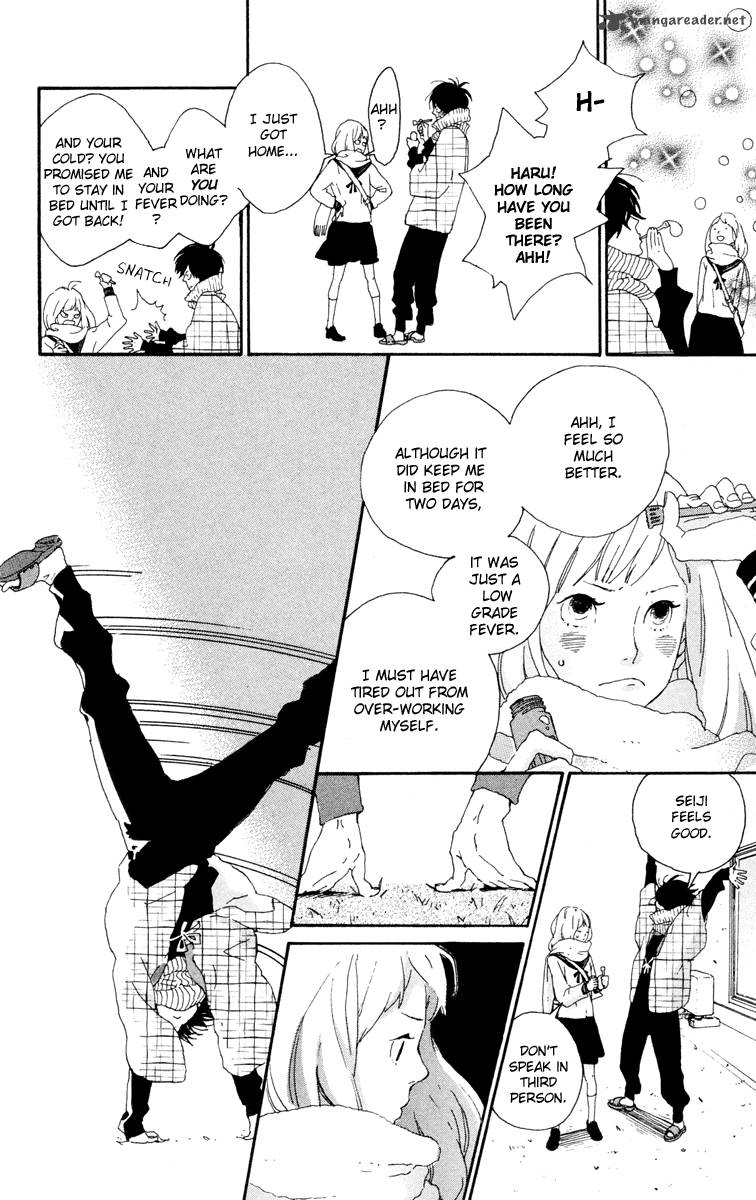 mangareader.net
H-
HARU!
HOW LONG
HAVE YOU
BEEN
THERE?
AHH!
AHH
?
I JUST
GOT
HOME...
WHAT
ARE
YOU
DOING?
AND
YOUR
FEVER
?
AND YOUR
COLD? YOU
PROMISED ME
TO STAY IN
BED UNTIL I
GOT BACK!
SNATCH
AHH, I
FEEL SO
MUCH
BETTER.
ALTHOUGH IT
DID KEEP ME
IN BED FOR
TWO DAYS,
IT WAS
JUST A
LOW
GRADE
FEVER.
I MUST HAVE
TIRED OUT FROM
OVER-WORKING
MYSELF.
SEIJI
FEELS
GOOD.
DON'T
SPEAK IN
THIRD
PERSON.